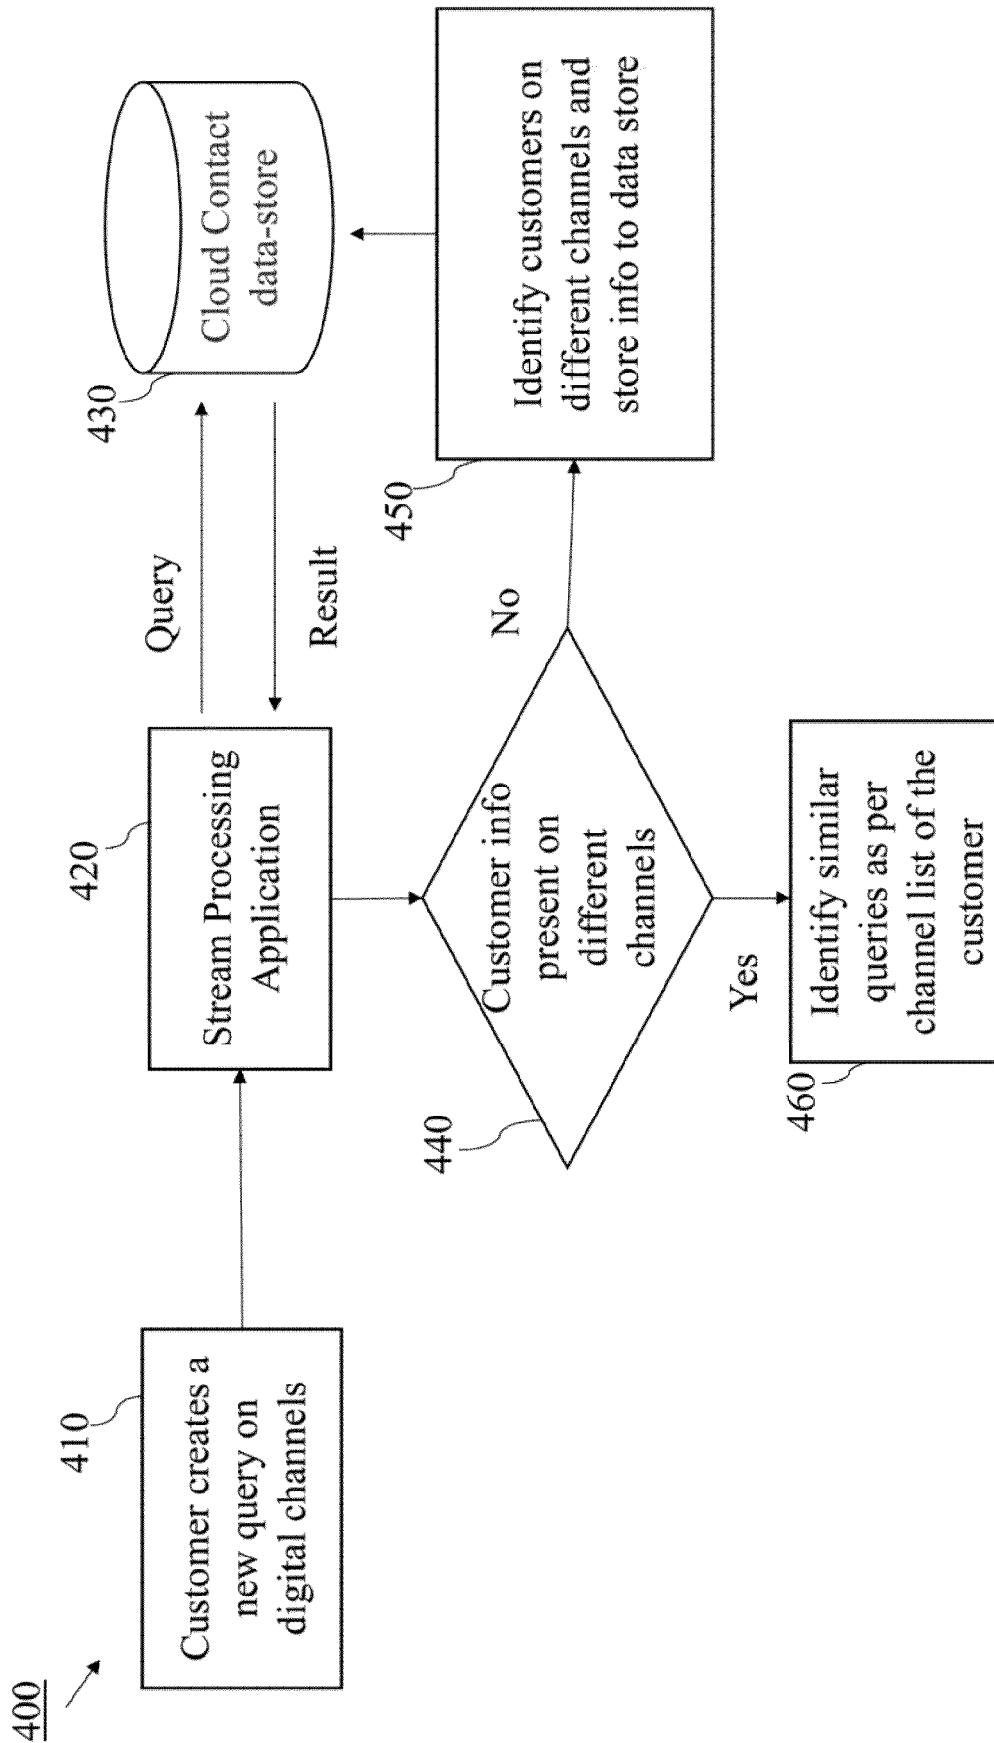 400
410
Customer creates a
new query on
digital channels
420
Stream Processing
Application
Query
Result
430
Cloud Contact
data-store
440
Customer info
present on
different
channels
No
450
Identify customers on
different channels and
store info to data store
Yes
460
Identify similar
queries as per
channel list of the
customer